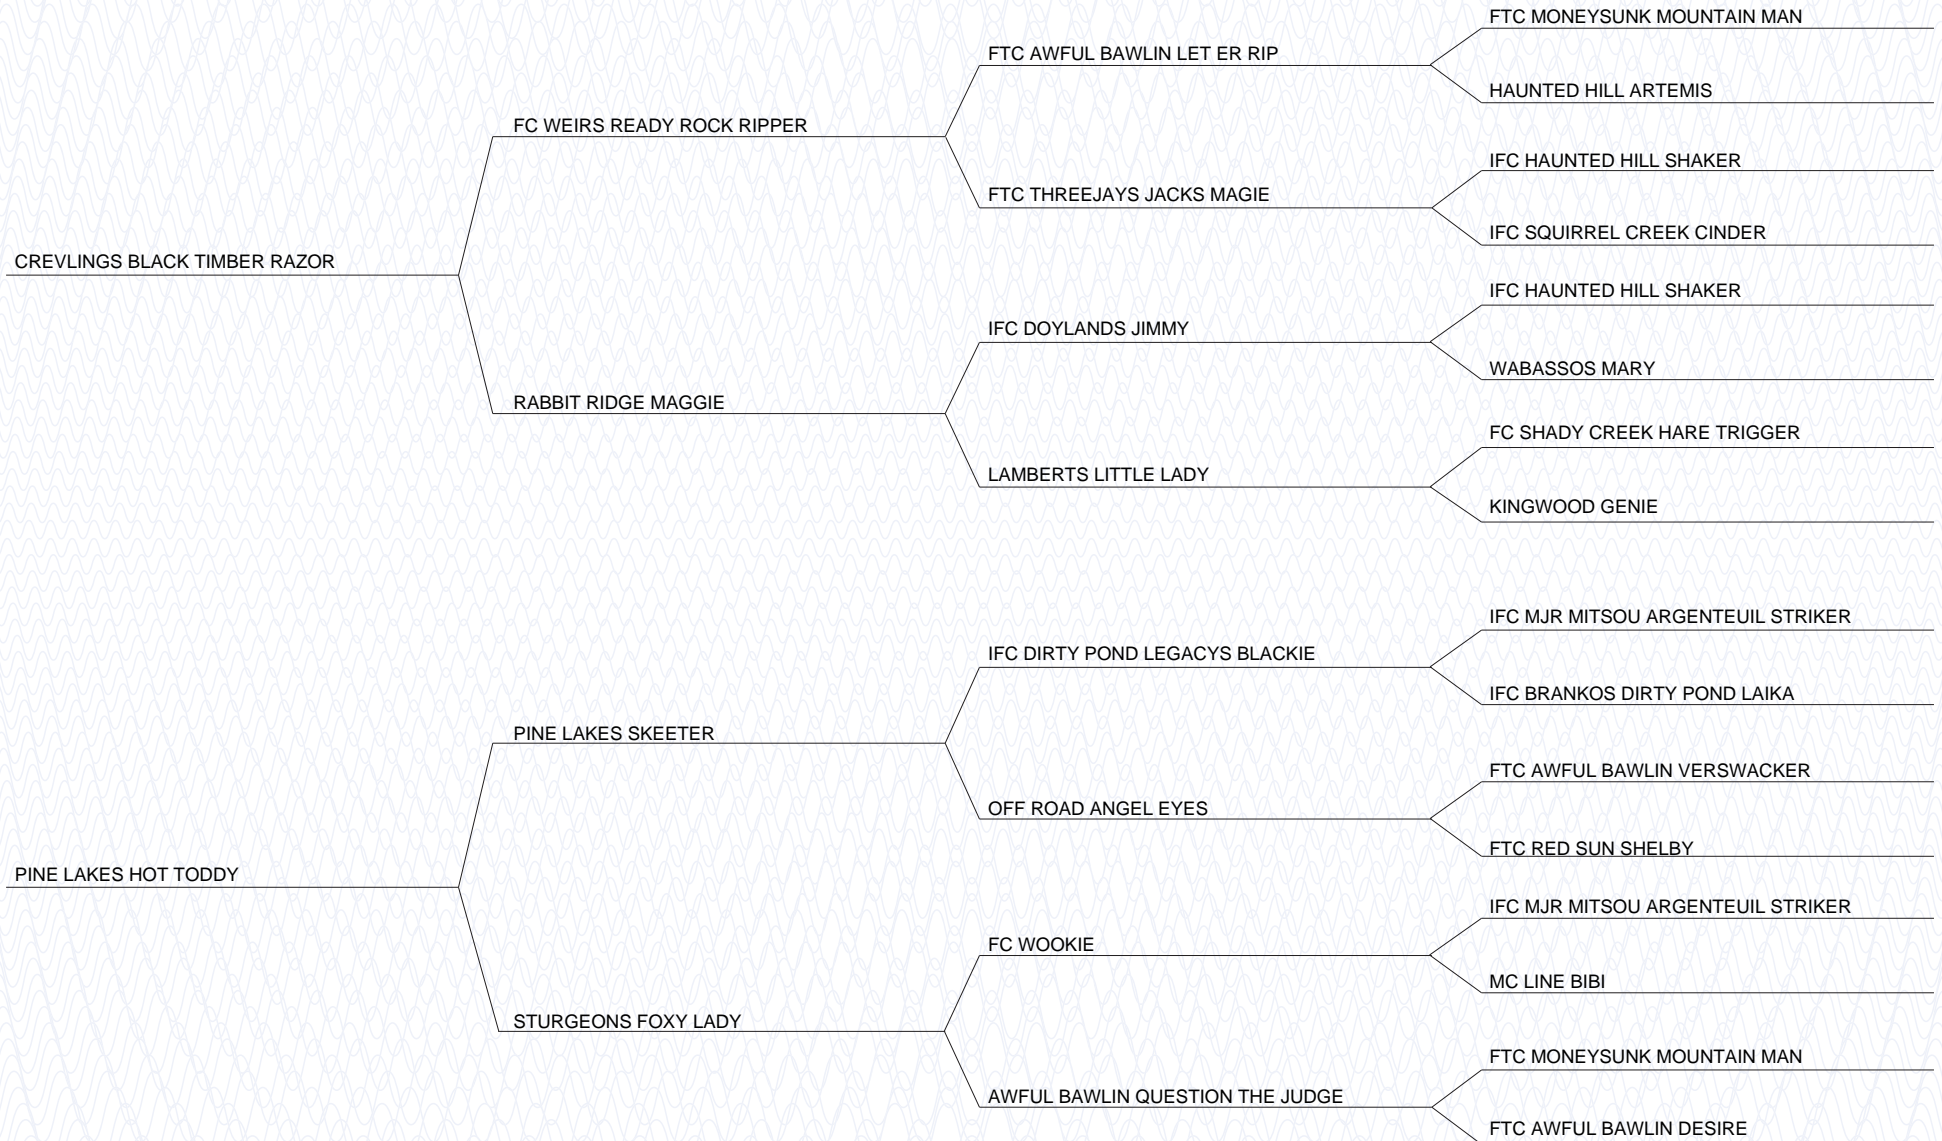 FTC MONEYSUNK MOUNTAIN MAN
FTC AWFUL BAWLIN LET ER RIP
HAUNTED HILL ARTEMIS
FC WEIRS READY ROCK RIPPER
IFC HAUNTED HILL SHAKER
FTC THREEJAYS JACKS MAGIE
IFC SQUIRREL CREEK CINDER
CREVLINGS BLACK TIMBER RAZOR
IFC HAUNTED HILL SHAKER
IFC DOYLANDS JIMMY
WABASSOS MARY
RABBIT RIDGE MAGGIE
FC SHADY CREEK HARE TRIGGER
LAMBERTS LITTLE LADY
KINGWOOD GENIE
IFC MJR MITSOU ARGENTEUIL STRIKER
IFC DIRTY POND LEGACYS BLACKIE
IFC BRANKOS DIRTY POND LAIKA
PINE LAKES SKEETER
FTC AWFUL BAWLIN VERSWACKER
OFF ROAD ANGEL EYES
FTC RED SUN SHELBY
PINE LAKES HOT TODDY
IFC MJR MITSOU ARGENTEUIL STRIKER
FC WOOKIE
MC LINE BIBI
STURGEONS FOXY LADY
FTC MONEYSUNK MOUNTAIN MAN
AWFUL BAWLIN QUESTION THE JUDGE
FTC AWFUL BAWLIN DESIRE